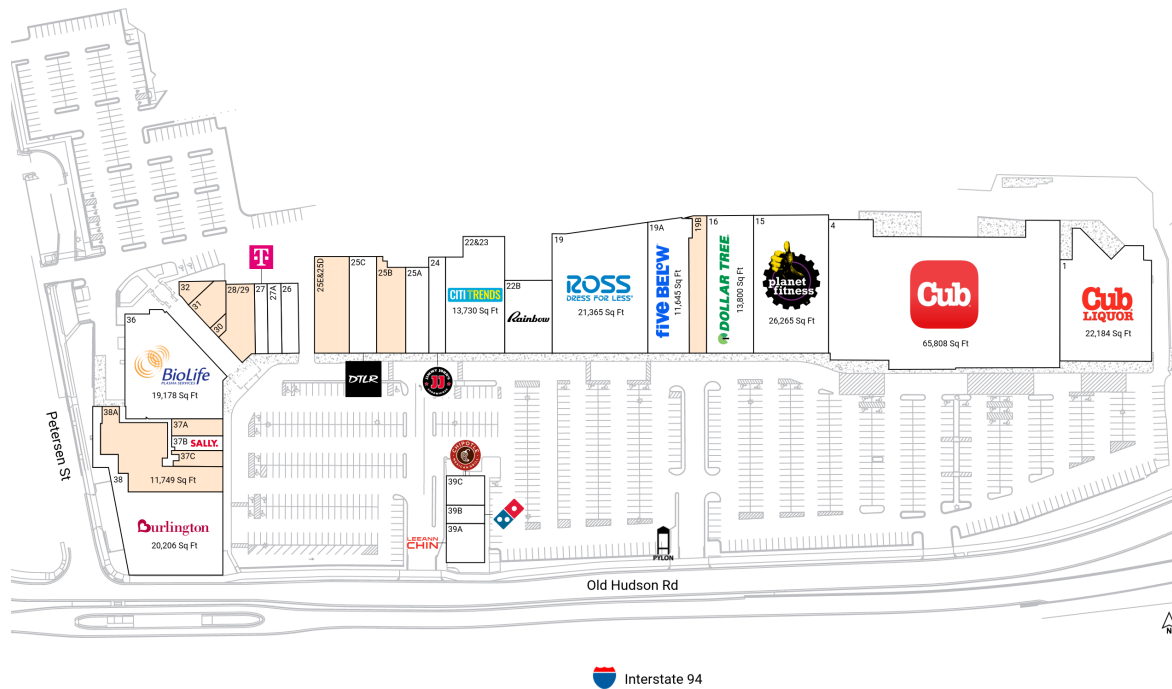 32
31
30
28/29
27
27A
26
T
25E&25D
25C
25B
25A
24
22&23
CITI TRENDS
13,730 Sq Ft
22B
Rainbow
19
ROSS
DRESS FOR LESS®
21,365 Sq Ft
19A
five BELOW
11,645 Sq Ft
19B
16
DOLLAR TREE
13,800 Sq Ft
15
planet
fitness
26,265 Sq Ft
4
Cub
65,808 Sq Ft
1
Cub
LIQUOR
22,184 Sq Ft
36
BioLife
PLASMA SERVICES
19,178 Sq Ft
DTLR
JIMMY JOHN'S
JJ
38A
37A
37B
SALLY.
37C
11,749 Sq Ft
38
Burlington
20,206 Sq Ft
CHIPOTLE
39C
39B
39A
LEEANN
CHIN
PYLON
Petersen St
Old Hudson Rd
N
94
Interstate 94